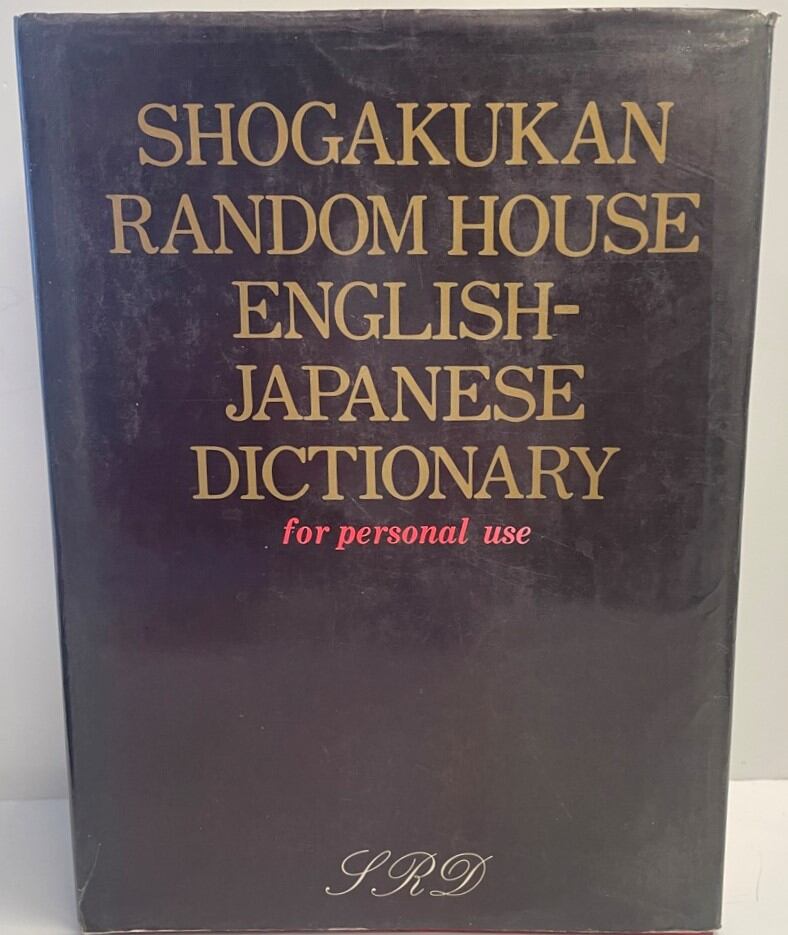 SHOGAKUKAN
RANDOM HOUSE
ENGLISH-
JAPANESE
DICTIONARY
for personal use
SRD